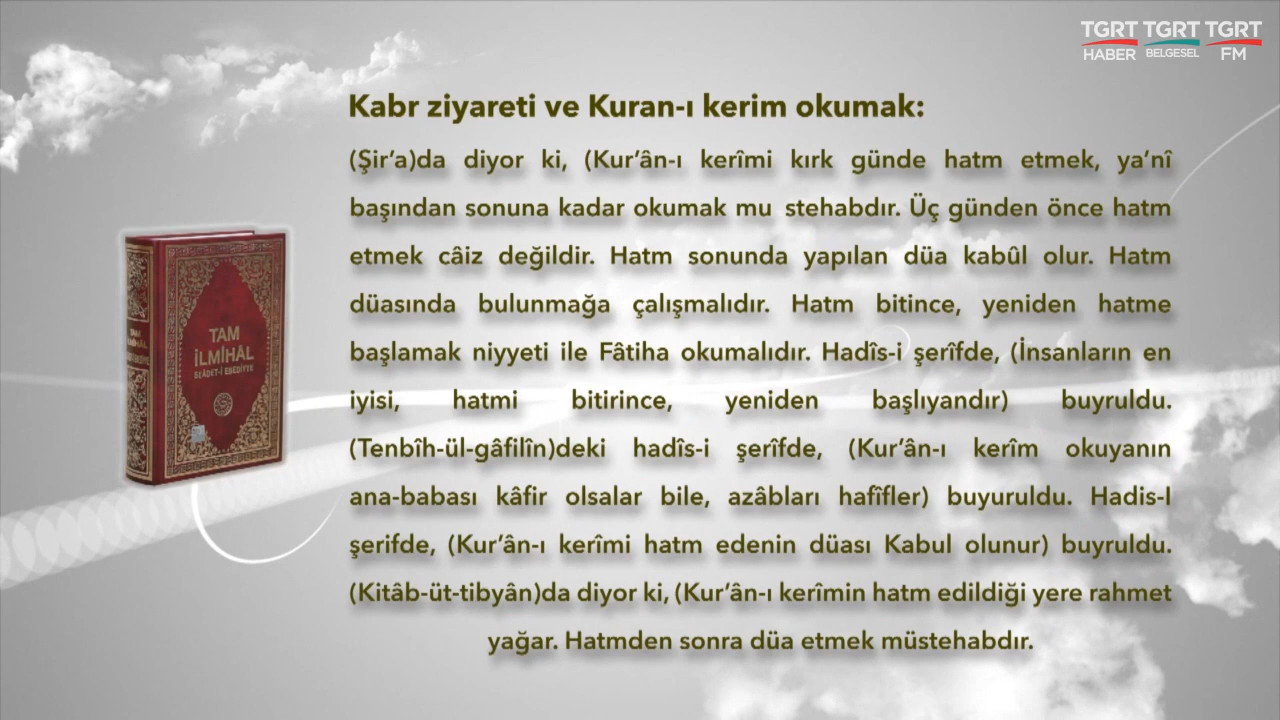 TGRT HABER
TGRT BELGESEL
TGRT FM
Kabr ziyareti ve Kuran-ı kerim okumak:
(Şir’a)da diyor ki, (Kur’ân-ı kerîmi kırk günde hatm etmek, ya’nî
başından sonuna kadar okumak mu stehabdır. Üç günden önce hatm
etmek câiz değildir. Hatm sonunda yapılan düa kabûl olur. Hatm
düasında bulunmağa çalışmalıdır. Hatm bitince, yeniden hatme
başlamak niyyeti ile Fâtiha okumalıdır. Hadîs-i şerîfde, (İnsanların en
iyisi, hatmi bitirince, yeniden başlıyandır) buyruldu.
(Tenbîh-ül-gâfilîn)deki hadîs-i şerîfde, (Kur’ân-ı kerîm okuyanın
ana-babası kâfir olsalar bile, azâbları hafîfler) buyuruldu. Hadis-I
şerifde, (Kur’ân-ı kerîmi hatm edenin düası Kabul olunur) buyruldu.
(Kitâb-üt-tibyân)da diyor ki, (Kur’ân-ı kerîmin hatm edildiği yere rahmet
yağar. Hatmden sonra düa etmek müstehabdır.
TAM
İLMİHÂL
SEÂDET-İ EBEDİYYE